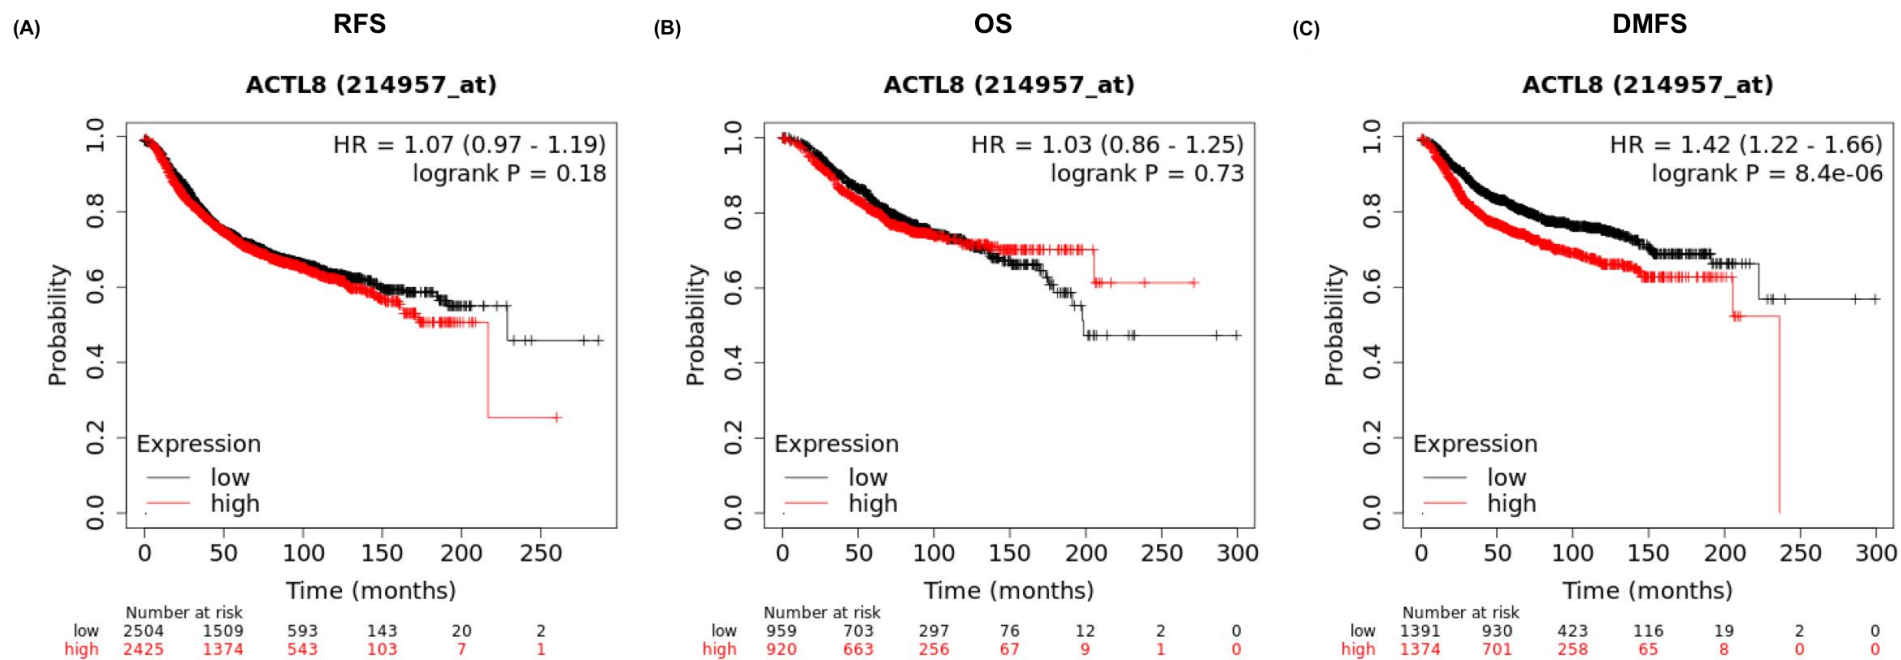 (A) RFS
ACTL8 (214957_at)
HR = 1.07 (0.97 - 1.19)
logrank P = 0.18
Probability
1.0
0.8
0.6
0.4
0.2
0.0
Expression
low
high
0 50 100 150 200 250
Time (months)
Number at risk
low 2504 1509 593 143 20 2
high 2425 1374 543 103 7 1
(B) OS
ACTL8 (214957_at)
HR = 1.03 (0.86 - 1.25)
logrank P = 0.73
Probability
1.0
0.8
0.6
0.4
0.2
0.0
Expression
low
high
0 50 100 150 200 250 300
Time (months)
Number at risk
low 959 703 297 76 12 2 0
high 920 663 256 67 9 1 0
(C) DMFS
ACTL8 (214957_at)
HR = 1.42 (1.22 - 1.66)
logrank P = 8.4e-06
Probability
1.0
0.8
0.6
0.4
0.2
0.0
Expression
low
high
0 50 100 150 200 250 300
Time (months)
Number at risk
low 1391 930 423 116 19 2 0
high 1374 701 258 65 8 0 0